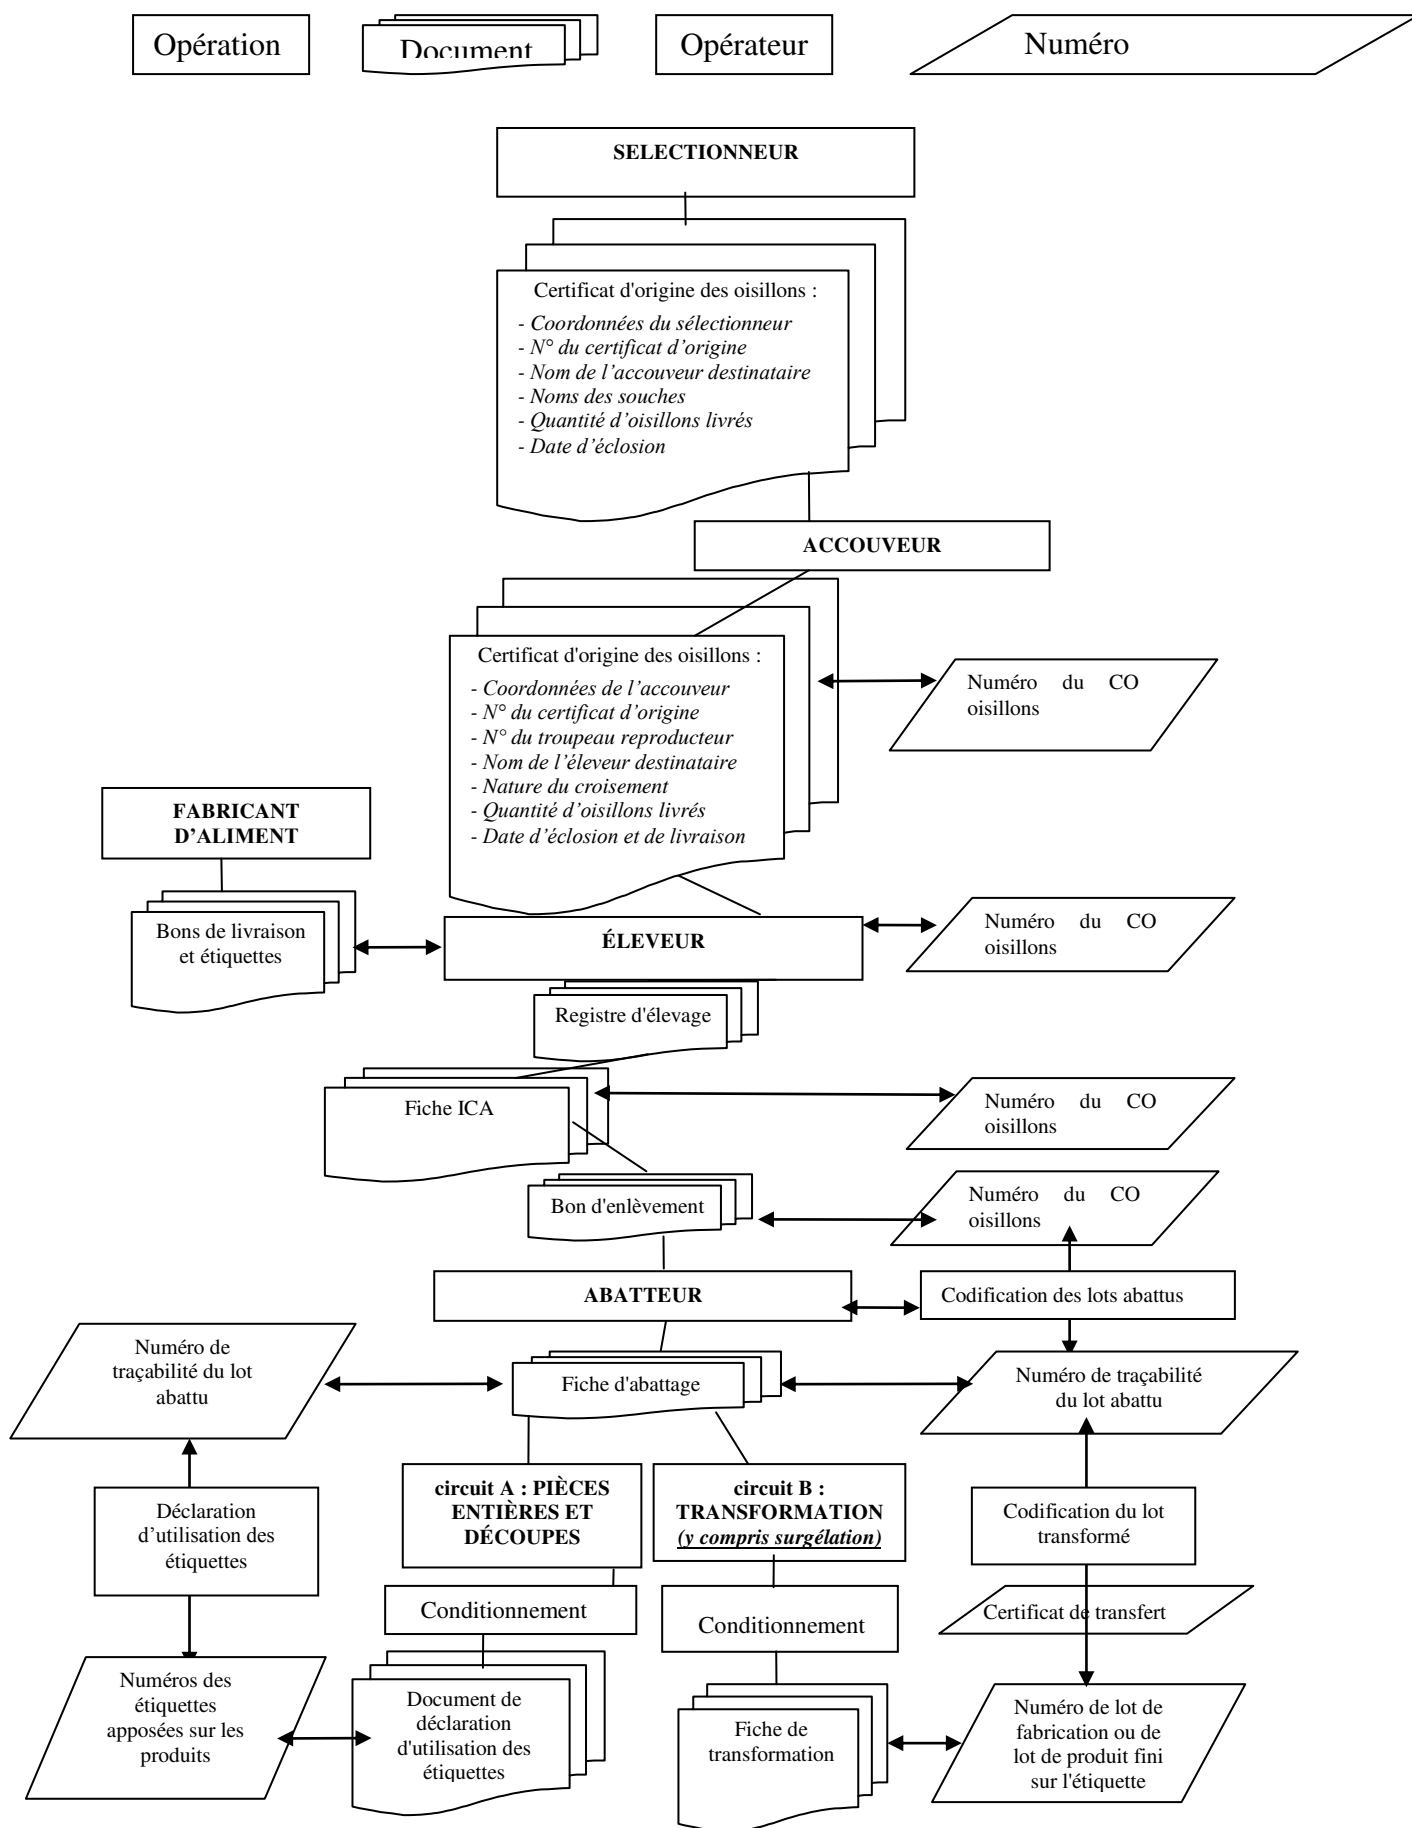 Opération
Document
Opérateur
Numéro
SELECTIONNEUR
Certificat d'origine des oisillons :
- Coordonnées du sélectionneur
- N° du certificat d’origine
- Nom de l’accouveur destinataire
- Noms des souches
- Quantité d’oisillons livrés
- Date d’éclosion
ACCOUVEUR
Certificat d'origine des oisillons :
- Coordonnées de l’accouveur
- N° du certificat d’origine
- N° du troupeau reproducteur
- Nom de l’éleveur destinataire
- Nature du croisement
- Quantité d’oisillons livrés
- Date d’éclosion et de livraison
Numéro du CO
oisillons
FABRICANT
D’ALIMENT
Bons de livraison
et étiquettes
ÉLEVEUR
Numéro du CO
oisillons
Registre d'élevage
Fiche ICA
Numéro du CO
oisillons
Bon d'enlèvement
Numéro du CO
oisillons
ABATTEUR
Codification des lots abattus
Numéro de
traçabilité du lot
abattu
Fiche d'abattage
Numéro de traçabilité
du lot abattu
Déclaration
d’utilisation des
étiquettes
circuit A : PIÈCES
ENTIÈRES ET
DÉCOUPES
circuit B :
TRANSFORMATION
(y compris surgélation)
Codification du lot
transformé
Conditionnement
Conditionnement
Certificat de transfert
Numéros des
étiquettes
apposées sur les
produits
Document de
déclaration
d'utilisation des
étiquettes
Fiche de
transformation
Numéro de lot de
fabrication ou de
lot de produit fini
sur l'étiquette